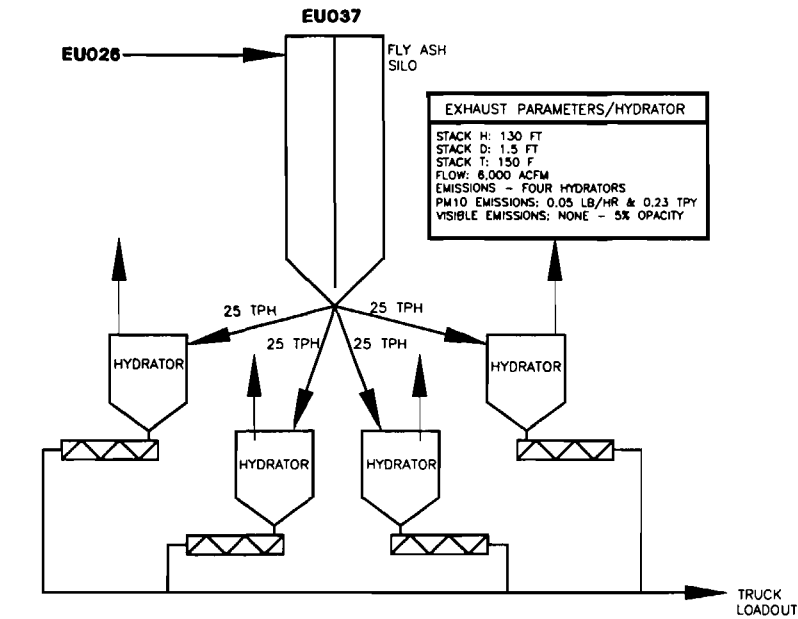 EU037
EU026
FLY ASH
SILO
EXHAUST PARAMETERS/HYDRATOR
STACK H: 130 FT
STACK D: 1.5 FT
STACK T: 150 F
FLOW: 6,000 ACFM
EMISSIONS - FOUR HYDRATORS
PM10 EMISSIONS: 0.05 LB/HR & 0.23 TPY
VISIBLE EMISSIONS: NONE - 5% OPACITY
25 TPH
25 TPH
25 TPH
25 TPH
HYDRATOR
HYDRATOR
HYDRATOR
HYDRATOR
TRUCK
LOADOUT